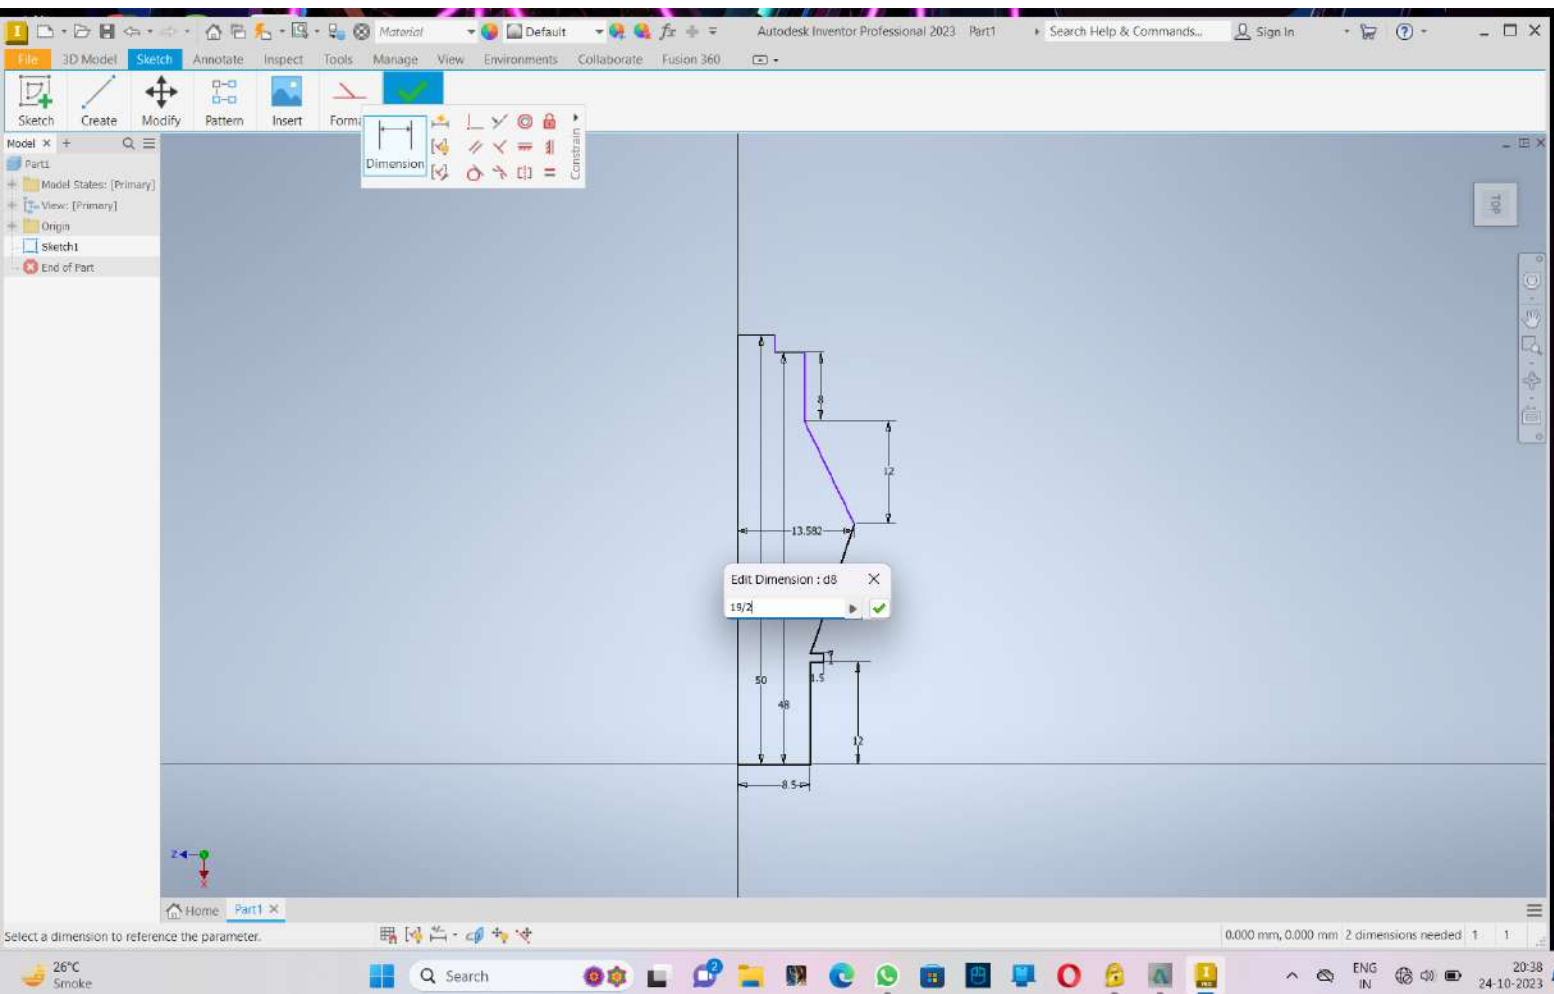 Material
Default
fx
Autodesk Inventor Professional 2023 Part1
Search Help & Commands...
Sign In
File
3D Model
Sketch
Annotate
Inspect
Tools
Manage
View
Environments
Collaborate
Fusion 360
Sketch
Create
Modify
Pattern
Insert
Forma
Dimension
Constrain
Model
Part1
Model States: [Primary]
View: [Primary]
Origin
Sketch1
End of Part
TOP
8
12
13.582
Edit Dimension : d8
19/2
1.5
50
48
12
8.5
Z
X
Home
Part1
Select a dimension to reference the parameter.
0.000 mm, 0.000 mm 2 dimensions needed 1 1
26°C
Smoke
Search
2
ENG
IN
20:38
24-10-2023